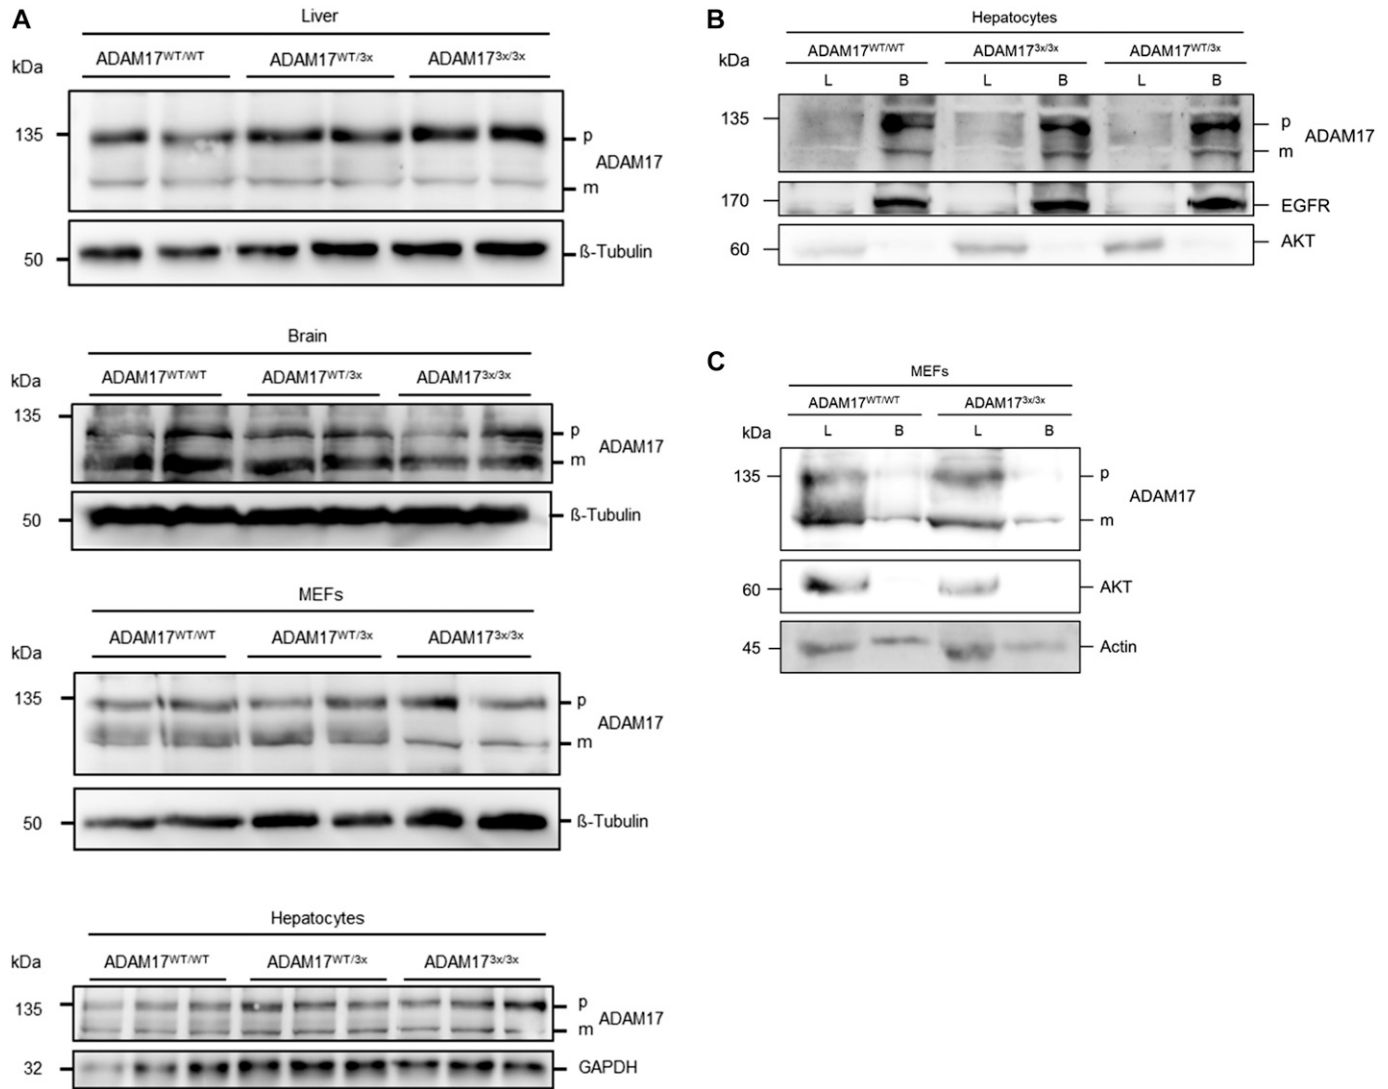 A
Liver
ADAM17WT/WT ADAM17WT/3x ADAM173x/3x
kDa
135
p
ADAM17
m
50
ß-Tubulin
Brain
ADAM17WT/WT ADAM17WT/3x ADAM173x/3x
kDa
135
p
ADAM17
m
50
ß-Tubulin
MEFs
ADAM17WT/WT ADAM17WT/3x ADAM173x/3x
kDa
135
p
ADAM17
m
50
ß-Tubulin
Hepatocytes
ADAM17WT/WT ADAM17WT/3x ADAM173x/3x
kDa
135
p
ADAM17
m
32
GAPDH
B
Hepatocytes
ADAM17WT/WT ADAM173x/3x ADAM17WT/3x
kDa
L B L B L B
135
p
ADAM17
m
170
EGFR
60
AKT
C
MEFs
ADAM17WT/WT ADAM173x/3x
kDa
L B L B
135
p
ADAM17
m
60
AKT
45
Actin